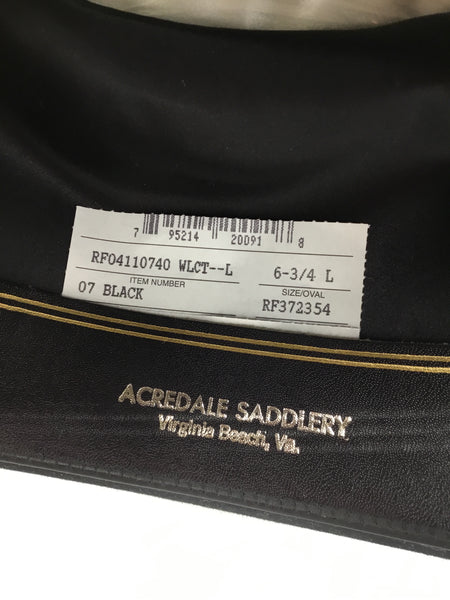 7 95214 20091 8
RF04110740 WLCT--L 6-3/4 L
ITEM NUMBER SIZE/OVAL
07 BLACK RF372354
ACREDALE SADDLERY
Virginia Beach, Va.